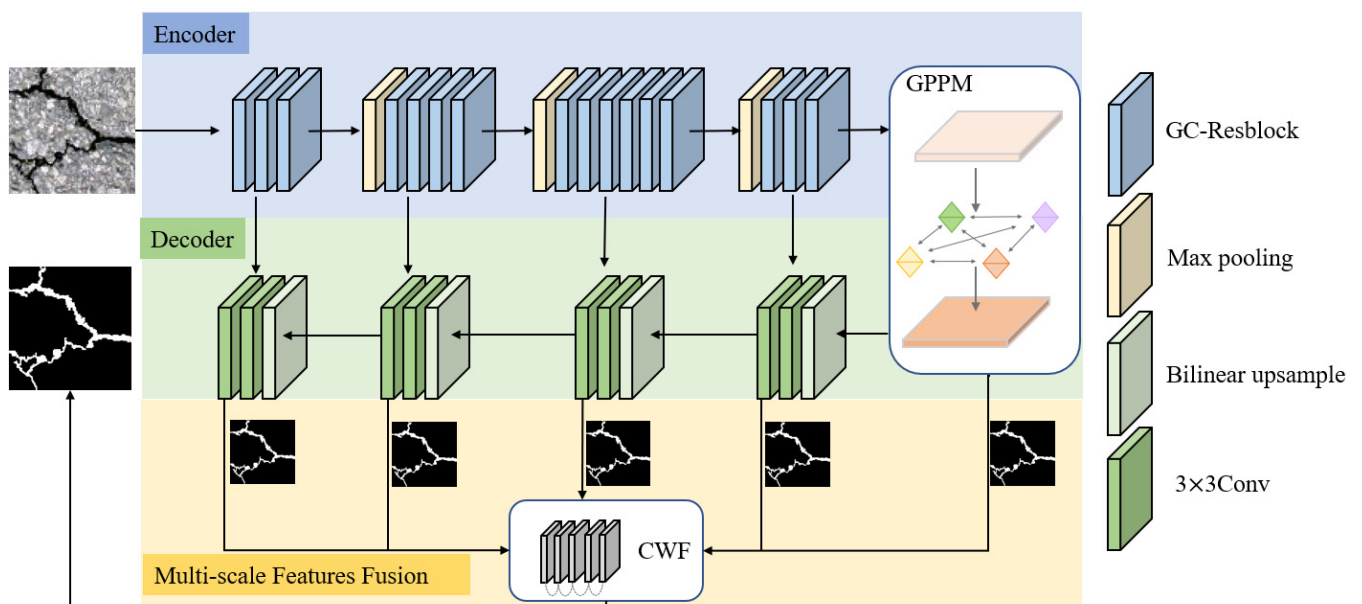 Encoder
GPPM
GC-Resblock
Decoder
Max pooling
Bilinear upsample
3×3Conv
CWF
Multi-scale Features Fusion